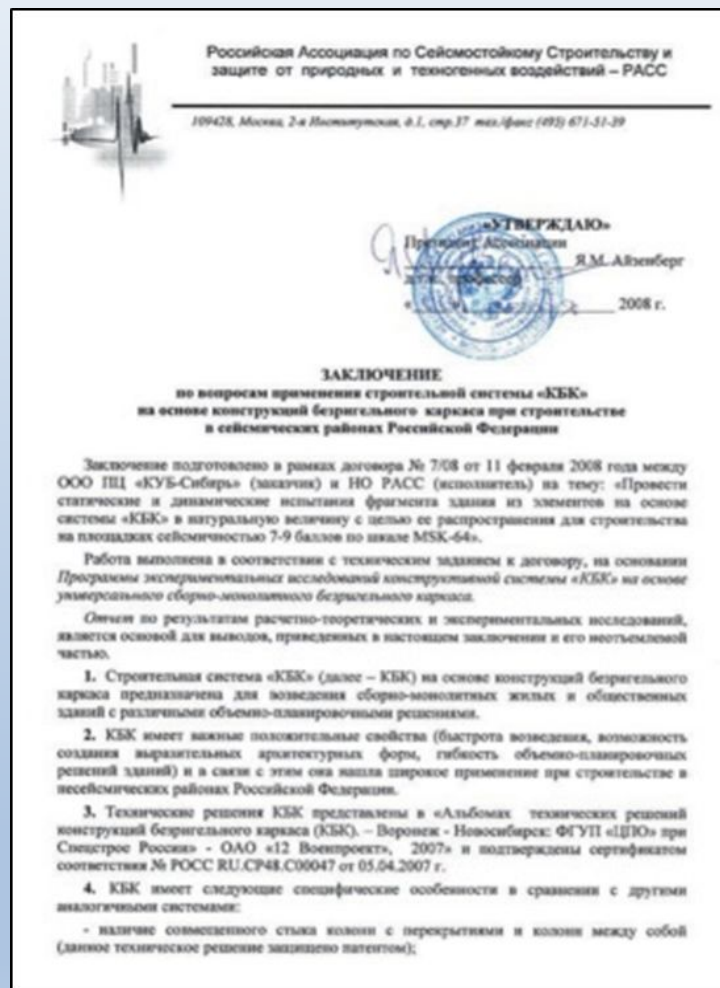 Российская Ассоциация по Сейсмостойкому Строительству и
защите от природных и техногенных воздействий – РАСС
109428, Москва, 2-я Институтская, д.1, стр.37 тел./факс (495)
«УТВЕРЖДАЮ»
Президент Ассоциации
Я.М. Айзенберг
профессор
2008 г.
ЗАКЛЮЧЕНИЕ
по вопросам применения строительной системы «КБК»
на основе конструкций безригельного каркаса при строительстве
в сейсмических районах Российской Федерации
Заключение подготовлено в рамках договора № 7/08 от 11 февраля 2008 года между
ООО ПЦ «КУБ-Сибирь» (заказчик) и НО РАСС (исполнитель) на тему: «Провести
статические и динамические испытания фрагмента здания из элементов на основе
системы «КБК» в натуральную величину с целью ее распространения для строительства
на площадках сейсмичностью 7-9 баллов по шкале MSK-64».
Работа выполнена в соответствии с техническим заданием к договору, на основании
Программы экспериментальных исследований конструктивной системы «КБК» на основе
универсального сборно-монолитного безригельного каркаса.
Отчет по результатам расчетно-теоретических и экспериментальных исследований,
является основой для выводов, приведенных в настоящем заключении и его неотъемлемой
частью.
1. Строительная система «КБК» (далее – КБК) на основе конструкций безригельного
каркаса предназначена для возведения сборно-монолитных жилых и общественных
зданий с различными объемно-планировочными решениями.
2. КБК имеет важные положительные свойства (быстрота возведения, возможность
создания выразительных архитектурных форм, гибкость объемно-планировочных
решений зданий) и в связи с этим она нашла широкое применение при строительстве в
несейсмических районах Российской Федерации.
3. Технические решения КБК представлены в «Альбомах технических решений
конструкций безригельного каркаса (КБК). – Воронеж - Новосибирск: ФГУП «ЦПО» при
Спецстрое России» - ОАО «12 Военпроект», 2007» и подтверждены сертификатом
соответствия № РОСС RU.СР48.С00047 от 05.04.2007 г.
4. КБК имеет следующие специфические особенности в сравнении с другими
аналогичными системами:
- наличие совмещенного стыка колонн с перекрытиями и колонн между собой
(данное техническое решение защищено патентом);